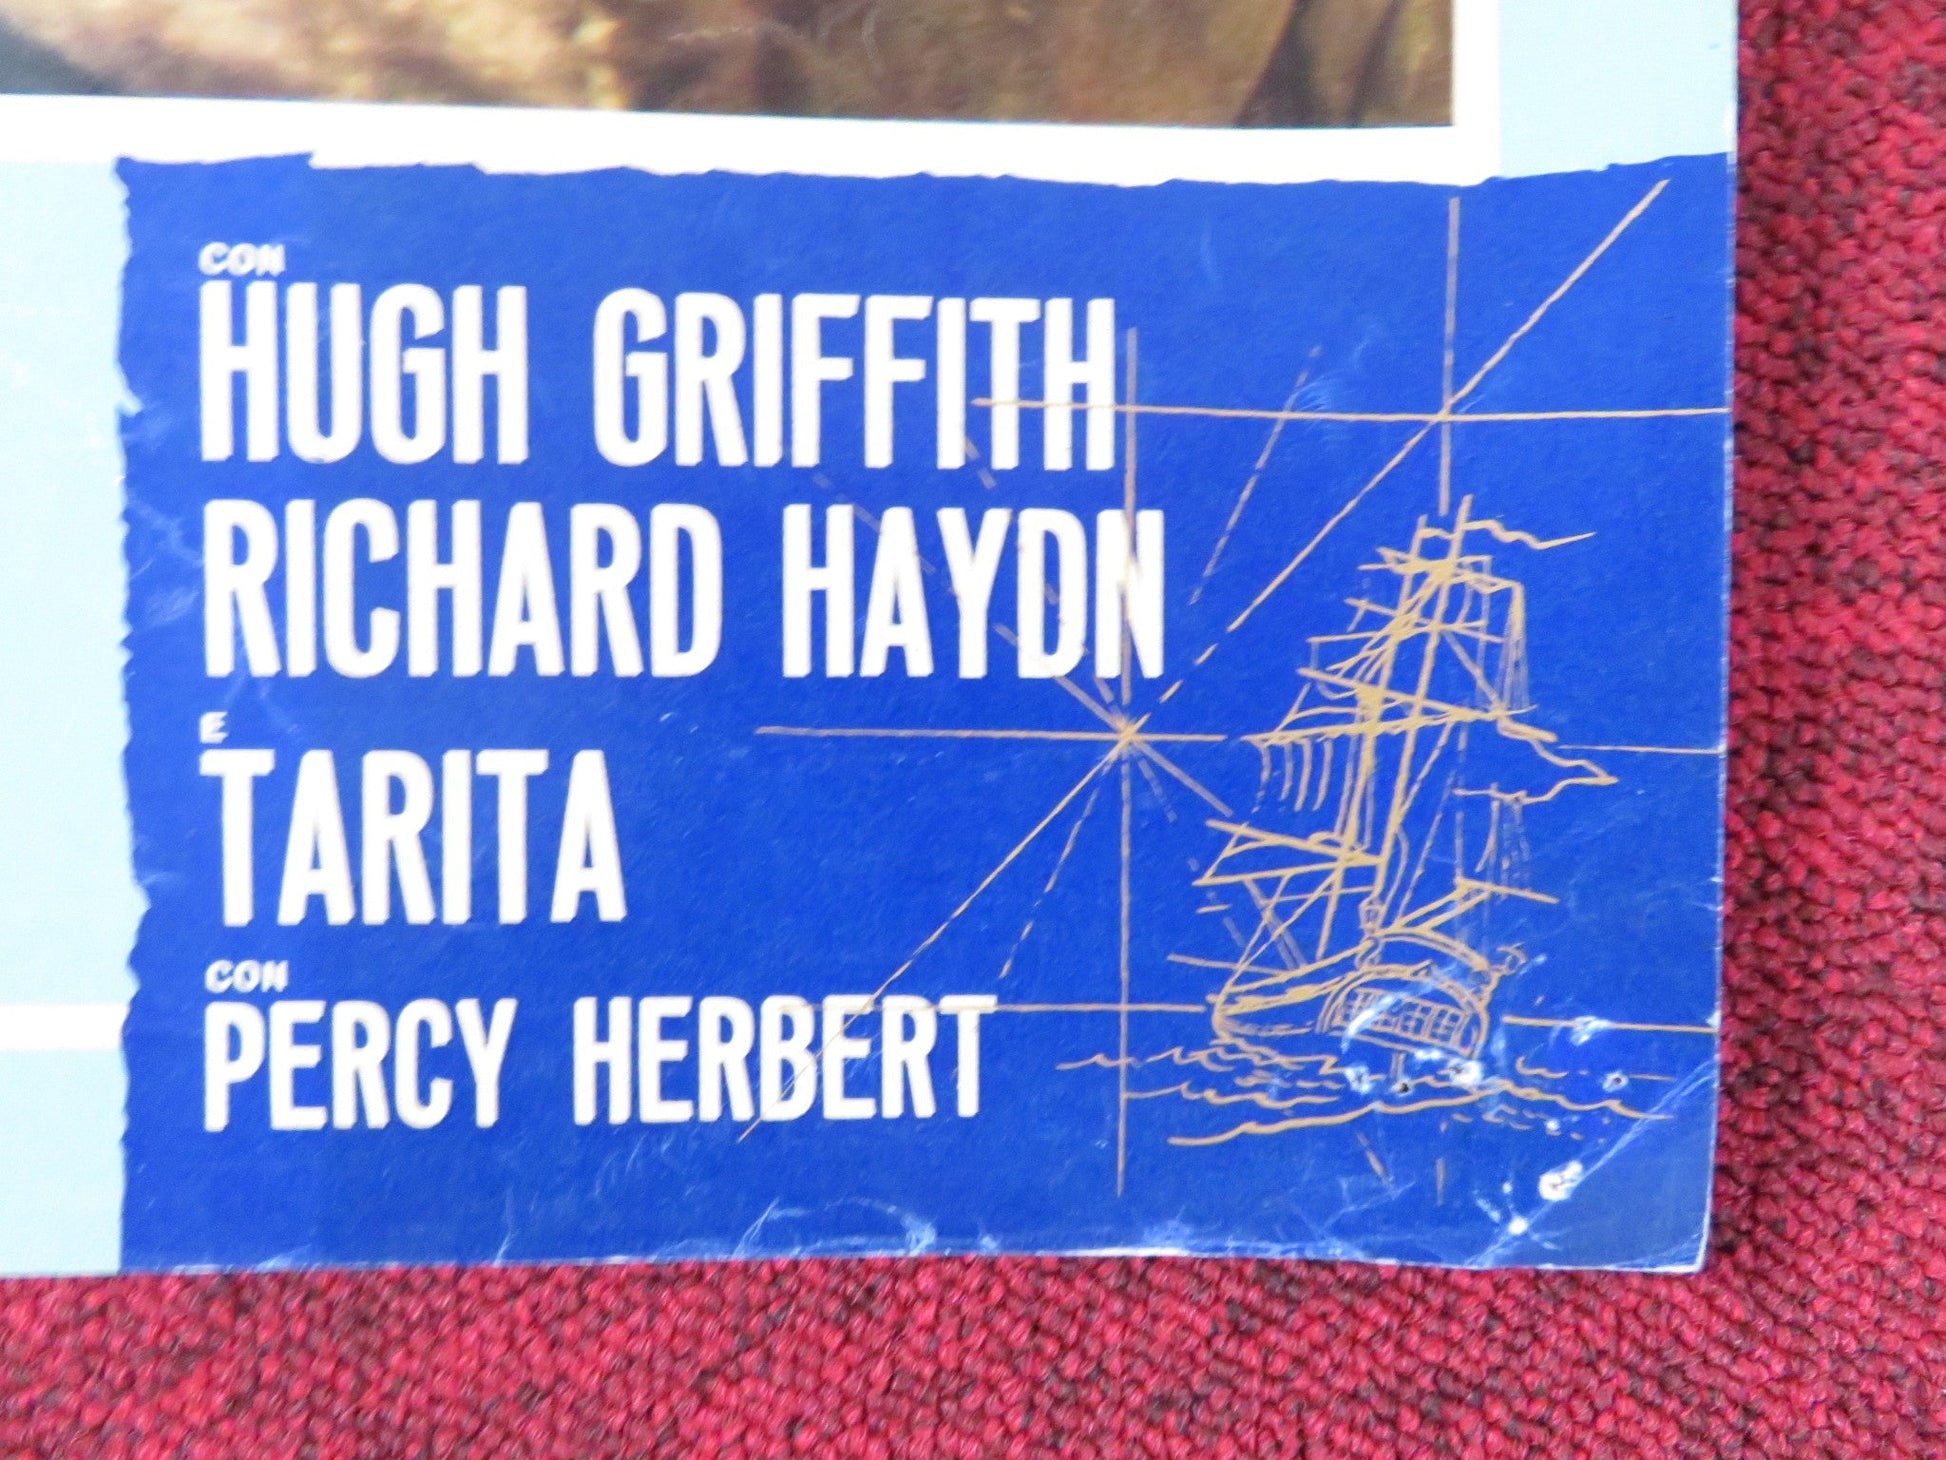 CON
HUGH GRIFFITH
RICHARD HAYDN
E
TARITA
CON
PERCY HERBERT